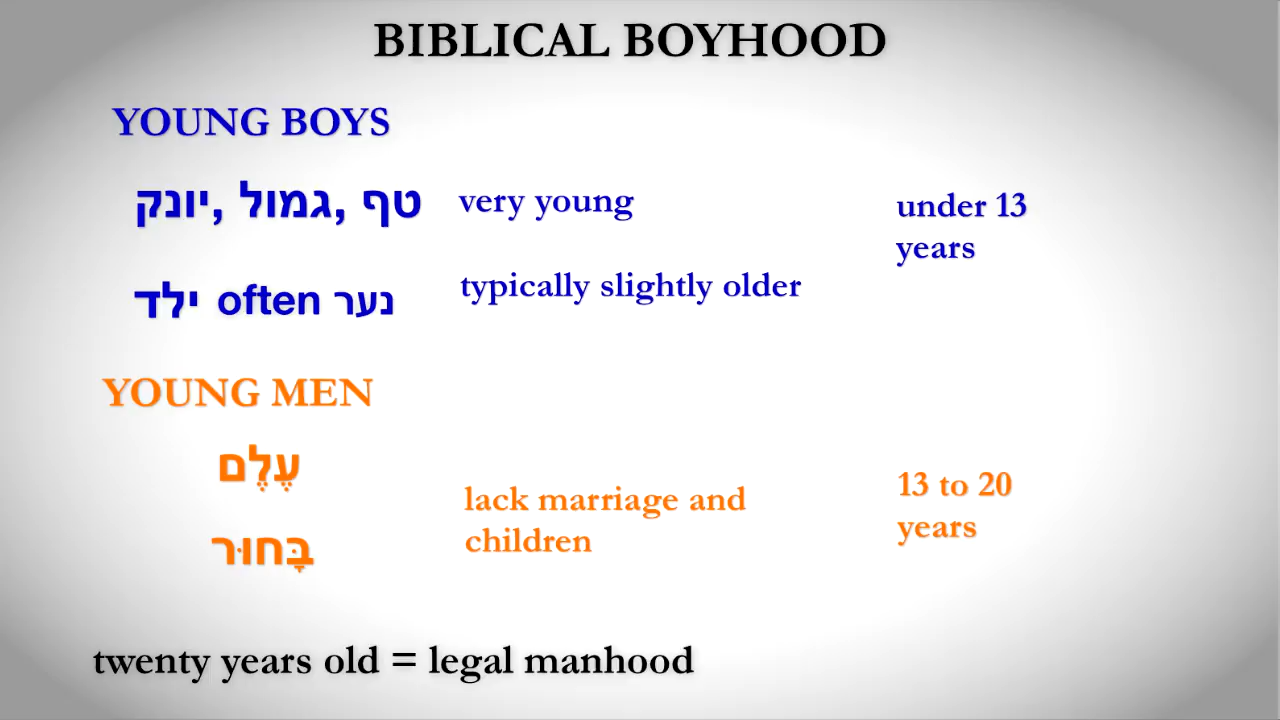 BIBLICAL BOYHOOD
YOUNG BOYS
יונק, גמול, טף
very young
under 13
years
ילד often נער
typically slightly older
YOUNG MEN
עֶלֶם
בָּחוּר
lack marriage and
children
13 to 20
years
twenty years old = legal manhood